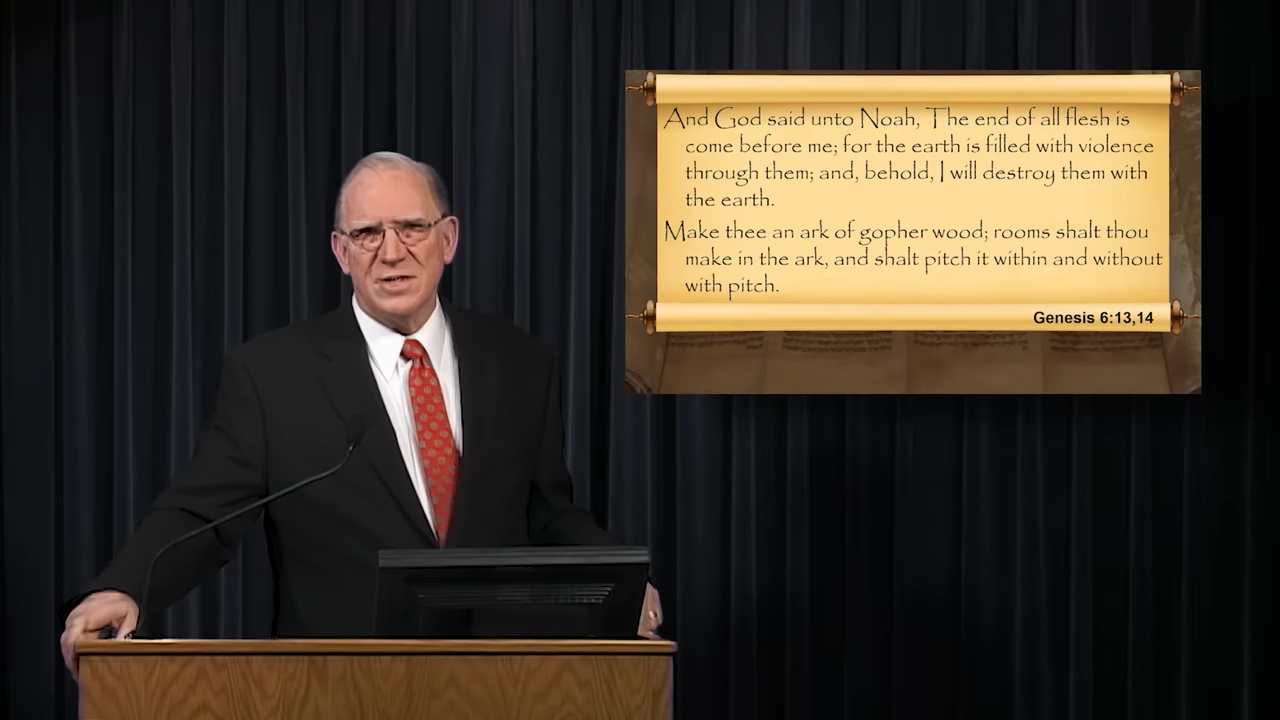 And God said unto Noah, The end of all flesh is
come before me; for the earth is filled with violence
through them; and, behold, I will destroy them with
the earth.
Make thee an ark of gopher wood; rooms shalt thou
make in the ark, and shalt pitch it within and without
with pitch.
Genesis 6:13,14